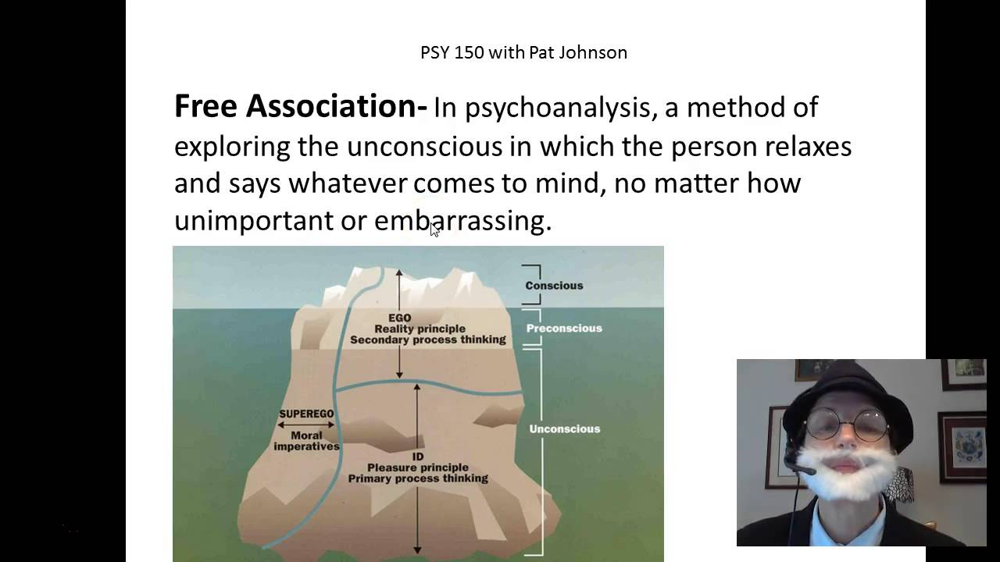 PSY 150 with Pat Johnson
Free Association- In psychoanalysis, a method of
exploring the unconscious in which the person relaxes
and says whatever comes to mind, no matter how
unimportant or embarrassing.
Conscious
EGO
Reality principle
Secondary process thinking
Preconscious
SUPEREGO
Moral
imperatives
Unconscious
ID
Pleasure principle
Primary process thinking